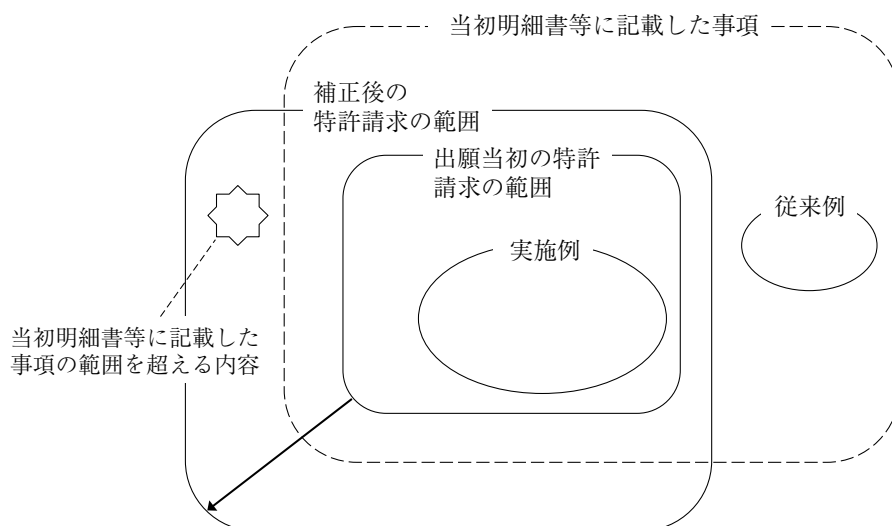 当初明細書等に記載した事項
補正後の
特許請求の範囲
出願当初の特許
請求の範囲
従来例
実施例
当初明細書等に記載した
事項の範囲を超える内容